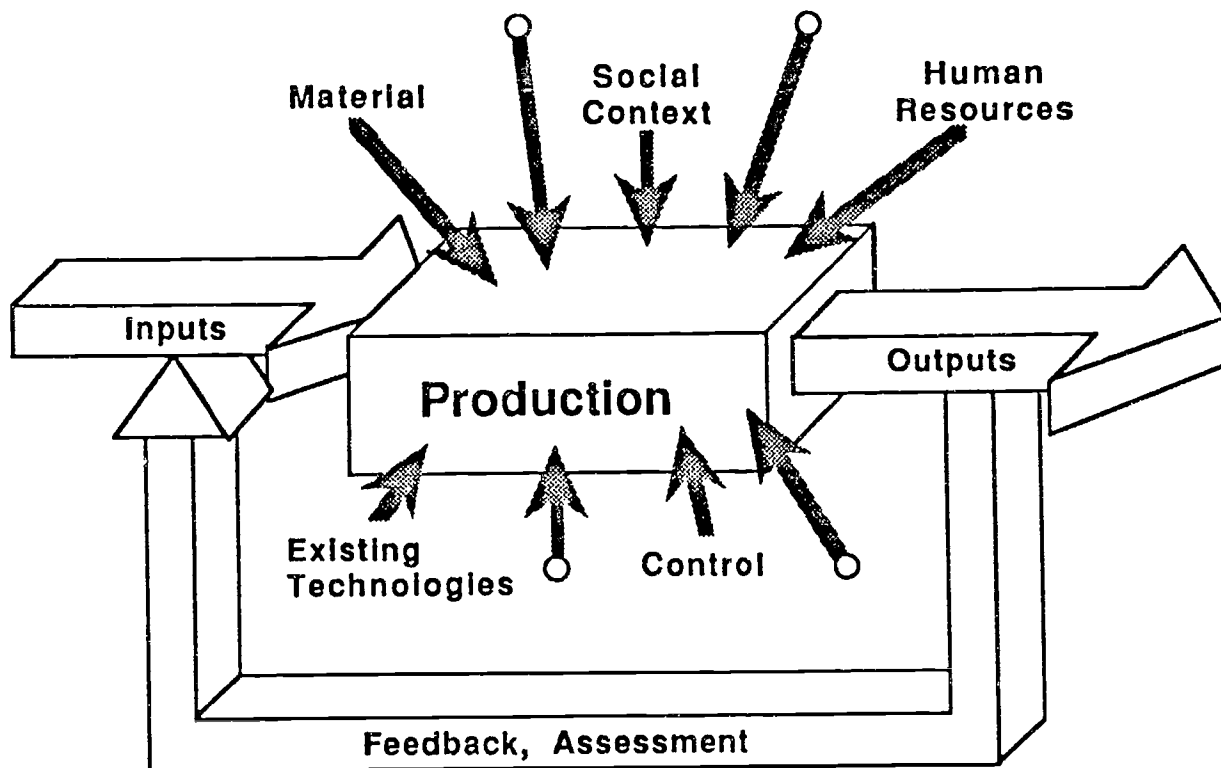 Material
Social
Context
Human
Resources
Inputs
Outputs
Production
Existing
Technologies
Control
Feedback, Assessment